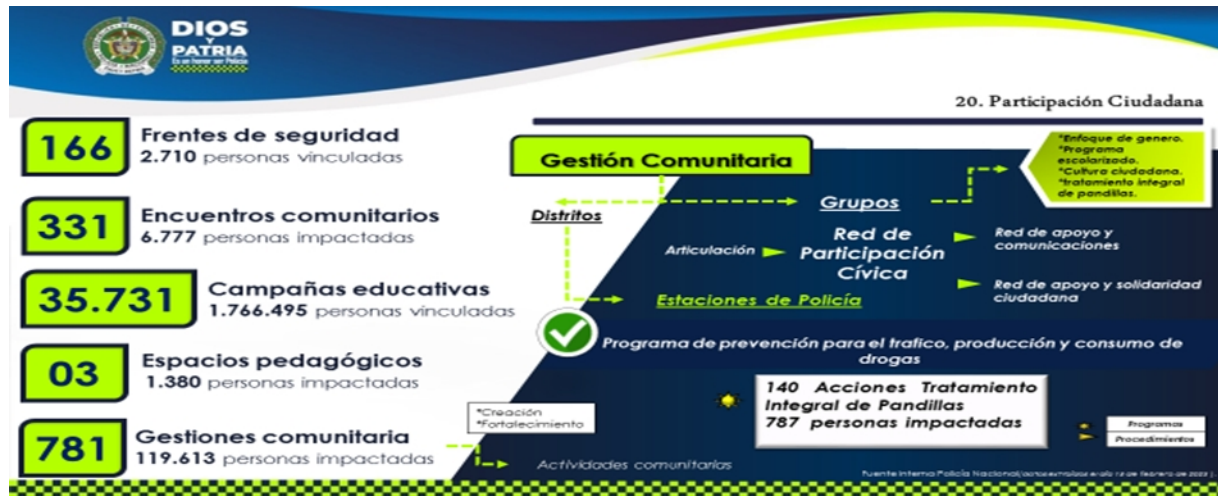 DIOS
Y
PATRIA
Es un honor ser Policía
20. Participación Ciudadana
166
Frentes de seguridad
2.710 personas vinculadas
331
Encuentros comunitarios
6.777 personas impactadas
35.731
Campañas educativas
1.766.495 personas vinculadas
03
Espacios pedagógicos
1.380 personas impactadas
781
Gestiones comunitaria
119.613 personas impactadas
Gestión Comunitaria
*Enfoque de genero.
*Programa
escolarizado.
*Cultura ciudadana.
*tratamiento integral
de pandillas.
Distritos
Grupos
Articulación
Red de
Participación
Cívica
Red de apoyo y
comunicaciones
Red de apoyo y solidaridad
ciudadana
Estaciones de Policía
Programa de prevención para el trafico, producción y consumo de
drogas
140 Acciones Tratamiento
Integral de Pandillas
787 personas impactadas
*Creación
*Fortalecimiento
Actividades comunitarias
Programas
Procedimientos
Fuente Interna Policía Nacional